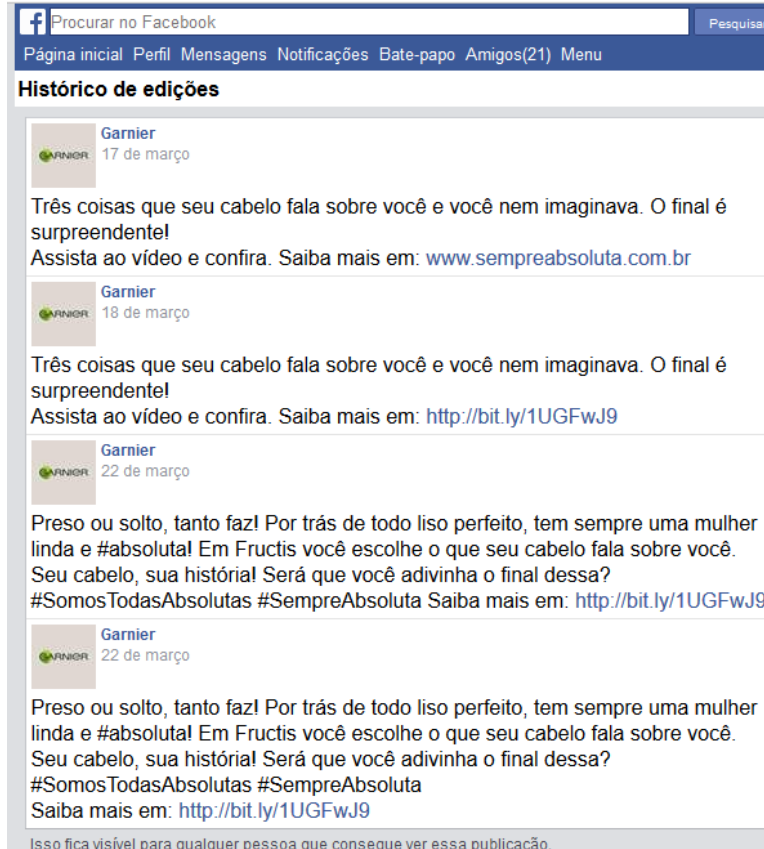 f Procurar no Facebook Pesquisar
Página inicial Perfil Mensagens Notificações Bate-papo Amigos(21) Menu
Histórico de edições
Garnier
GARNIER 17 de março
Três coisas que seu cabelo fala sobre você e você nem imaginava. O final é
surpreendente!
Assista ao vídeo e confira. Saiba mais em: www.sempreabsoluta.com.br
Garnier
GARNIER 18 de março
Três coisas que seu cabelo fala sobre você e você nem imaginava. O final é
surpreendente!
Assista ao vídeo e confira. Saiba mais em: http://bit.ly/1UGFwJ9
Garnier
GARNIER 22 de março
Preso ou solto, tanto faz! Por trás de todo liso perfeito, tem sempre uma mulher
linda e #absoluta! Em Fructis você escolhe o que seu cabelo fala sobre você.
Seu cabelo, sua história! Será que você adivinha o final dessa?
#SomosTodasAbsolutas #SempreAbsoluta Saiba mais em: http://bit.ly/1UGFwJ9
Garnier
GARNIER 22 de março
Preso ou solto, tanto faz! Por trás de todo liso perfeito, tem sempre uma mulher
linda e #absoluta! Em Fructis você escolhe o que seu cabelo fala sobre você.
Seu cabelo, sua história! Será que você adivinha o final dessa?
#SomosTodasAbsolutas #SempreAbsoluta
Saiba mais em: http://bit.ly/1UGFwJ9
Isso fica visível para qualquer pessoa que consegue ver essa publicação.